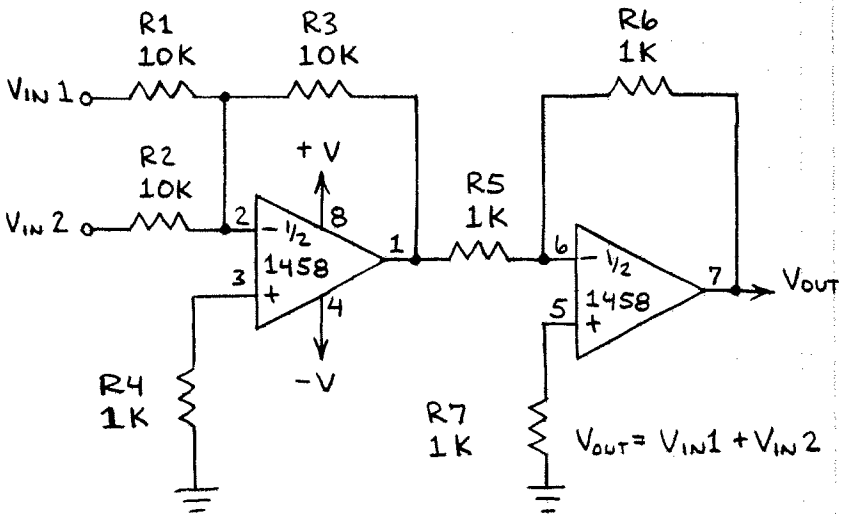 R1
10K
R3
10K
R6
1K
VIN 1
R2
10K
+V
R5
1K
VIN 2
2
- 1/2
8
1
3
1458
+
4
6
- 1/2
7
VOUT
5
1458
+
-V
R4
1K
R7
1K
VOUT = VIN1 + VIN2